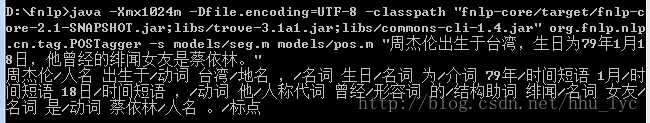 D:\fnlp>java -Xmx1024m -Dfile.encoding=UTF-8 -classpath "fnlp-core/target/fnlp-c
ore-2.1-SNAPSHOT.jar;libs/trove-3.1a1.jar;libs/commons-cli-1.4.jar" org.fnlp.nl
p.cn.tag.POSTagger -s models/seg.m models/pos.m "周杰伦出生于台湾，生日为79年1月1
8日，他曾经的绯闻女友是蔡依林。"
周杰伦/人名 出生于/动词 台湾/地名 ，/名词 生日/名词 为/介词 79年/时间短语 1月/时
间短语 18日/时间短语 ，/动词 他/人称代词 曾经/形容词 的/结构助词 绯闻/名词 女友/
名词 是/动词 蔡依林/人名 。/标点
http://blog.csdn.net/hhu_lyc